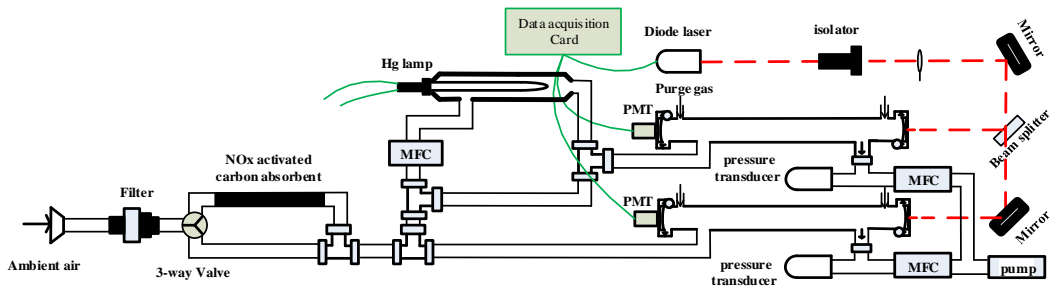 Data acquisition
Card
Diode laser
isolator
Mirror
Hg lamp
Purge gas
PMT
Beam splitter
MFC
NOx activated
carbon absorbent
pressure
transducer
MFC
Filter
PMT
Mirror
Ambient air
3-way Valve
pressure
transducer
MFC
pump